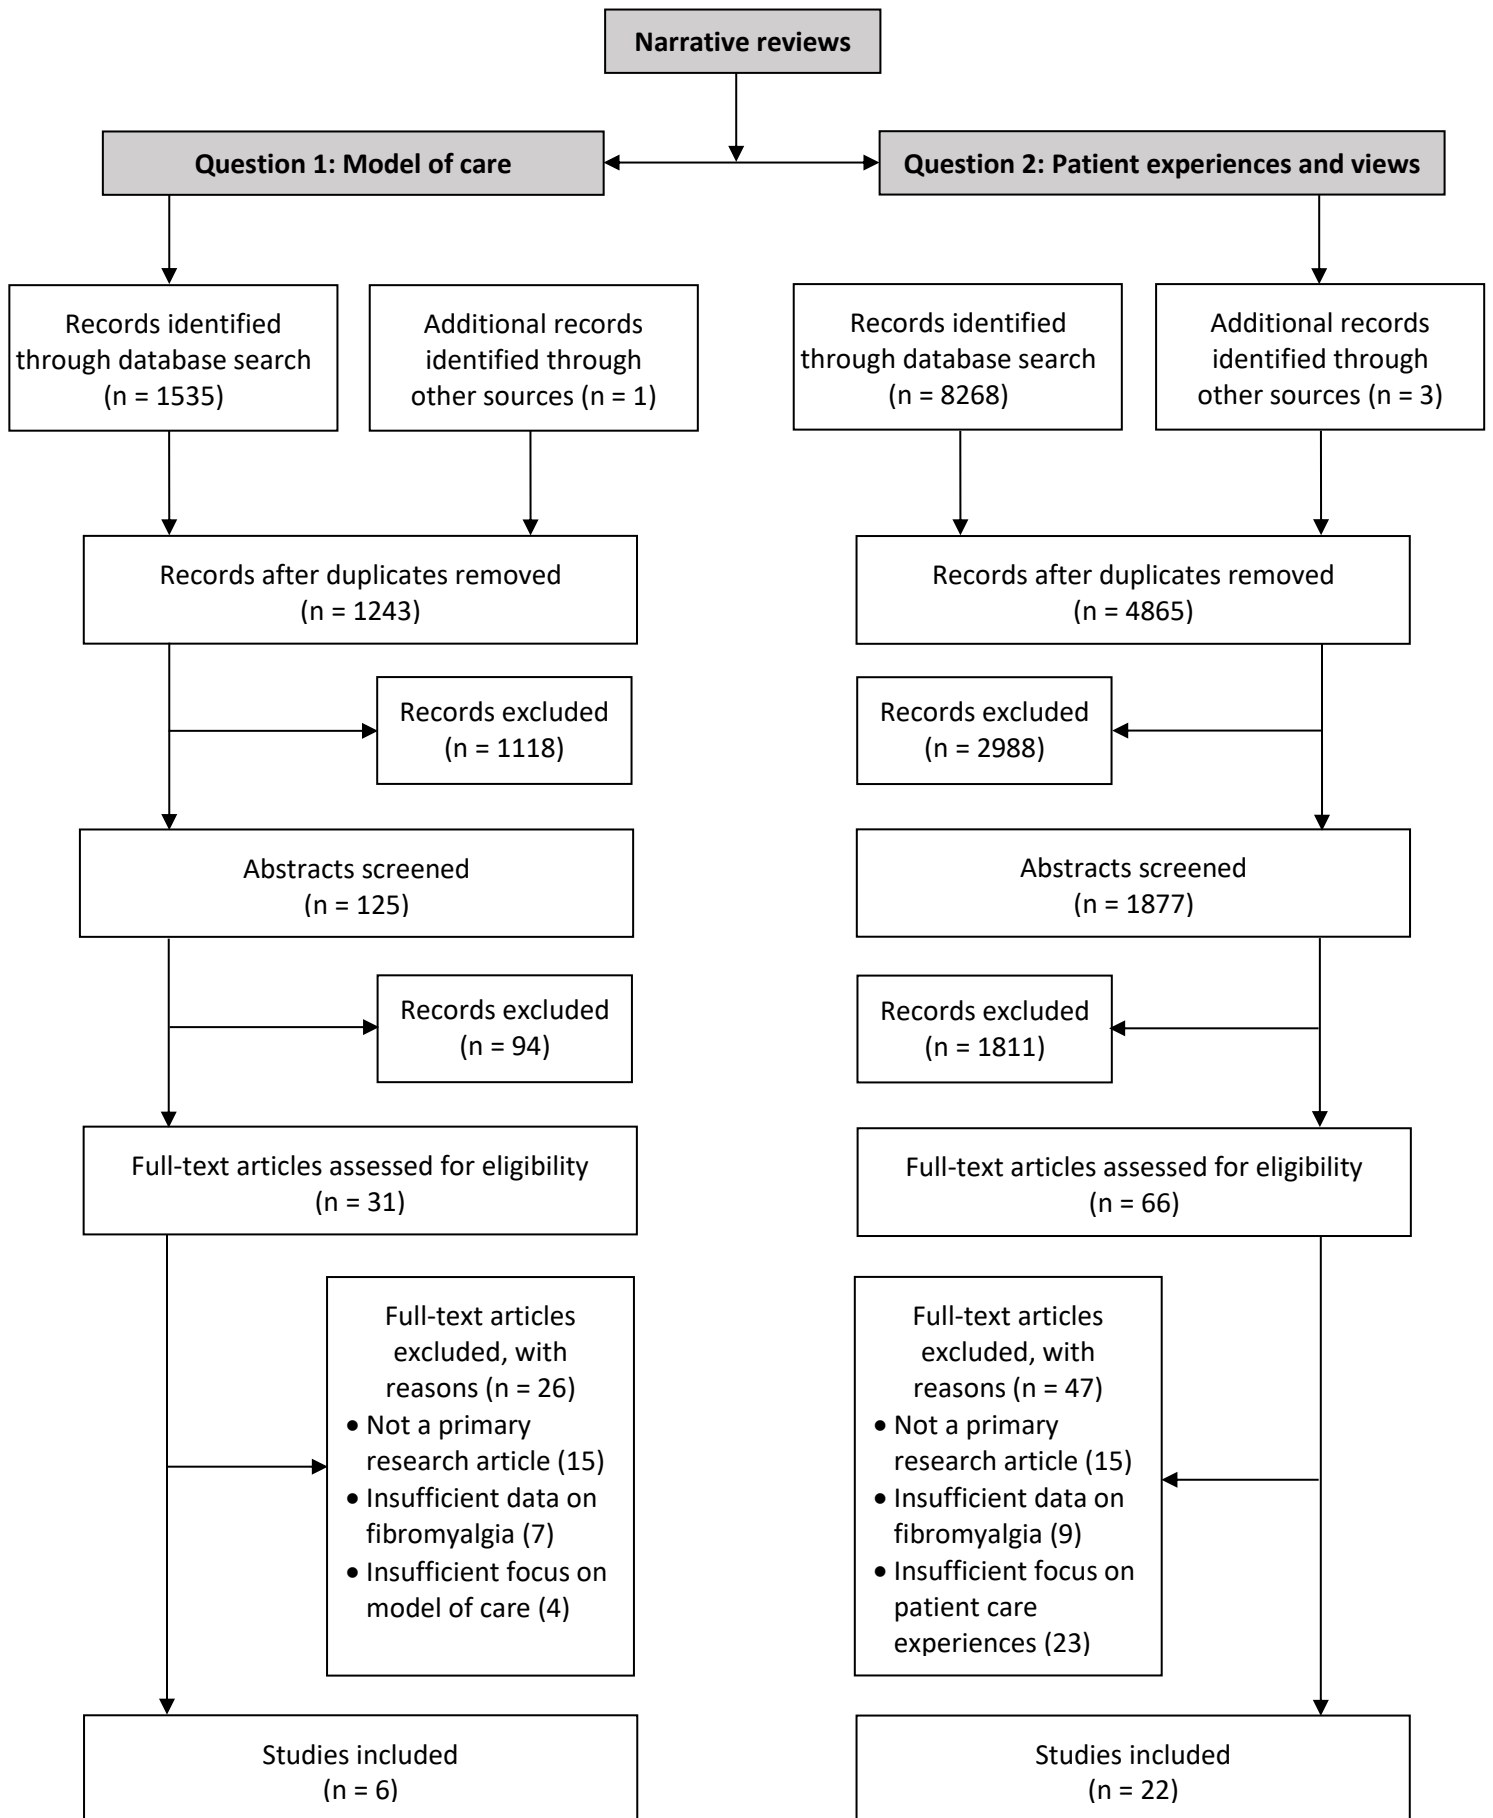 Narrative reviews
Question 1: Model of care
Question 2: Patient experiences and views
Records identified
through database search
(n = 1535)
Additional records
identified through
other sources (n = 1)
Records identified
through database search
(n = 8268)
Additional records
identified through
other sources (n = 3)
Records after duplicates removed
(n = 1243)
Records after duplicates removed
(n = 4865)
Records excluded
(n = 1118)
Records excluded
(n = 2988)
Abstracts screened
(n = 125)
Abstracts screened
(n = 1877)
Records excluded
(n = 94)
Records excluded
(n = 1811)
Full-text articles assessed for eligibility
(n = 31)
Full-text articles assessed for eligibility
(n = 66)
Full-text articles
excluded, with
reasons (n = 26)
• Not a primary
research article (15)
• Insufficient data on
fibromyalgia (7)
• Insufficient focus on
model of care (4)
Full-text articles
excluded, with
reasons (n = 47)
• Not a primary
research article (15)
• Insufficient data on
fibromyalgia (9)
• Insufficient focus on
patient care
experiences (23)
Studies included
(n = 6)
Studies included
(n = 22)